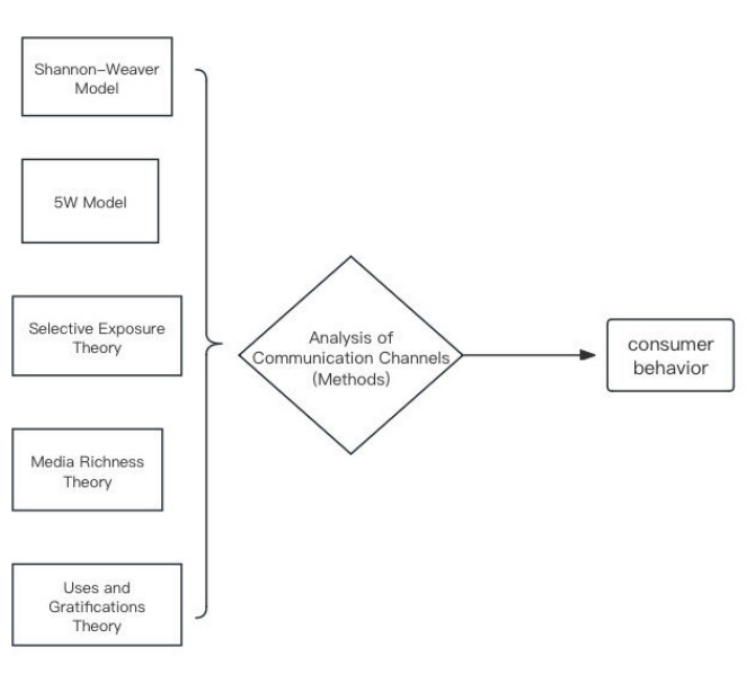 Shannon–Weaver
Model
5W Model
Selective Exposure
Theory
Media Richness
Theory
Uses and
Gratifications
Theory
Analysis of
Communication Channels
(Methods)
consumer
behavior